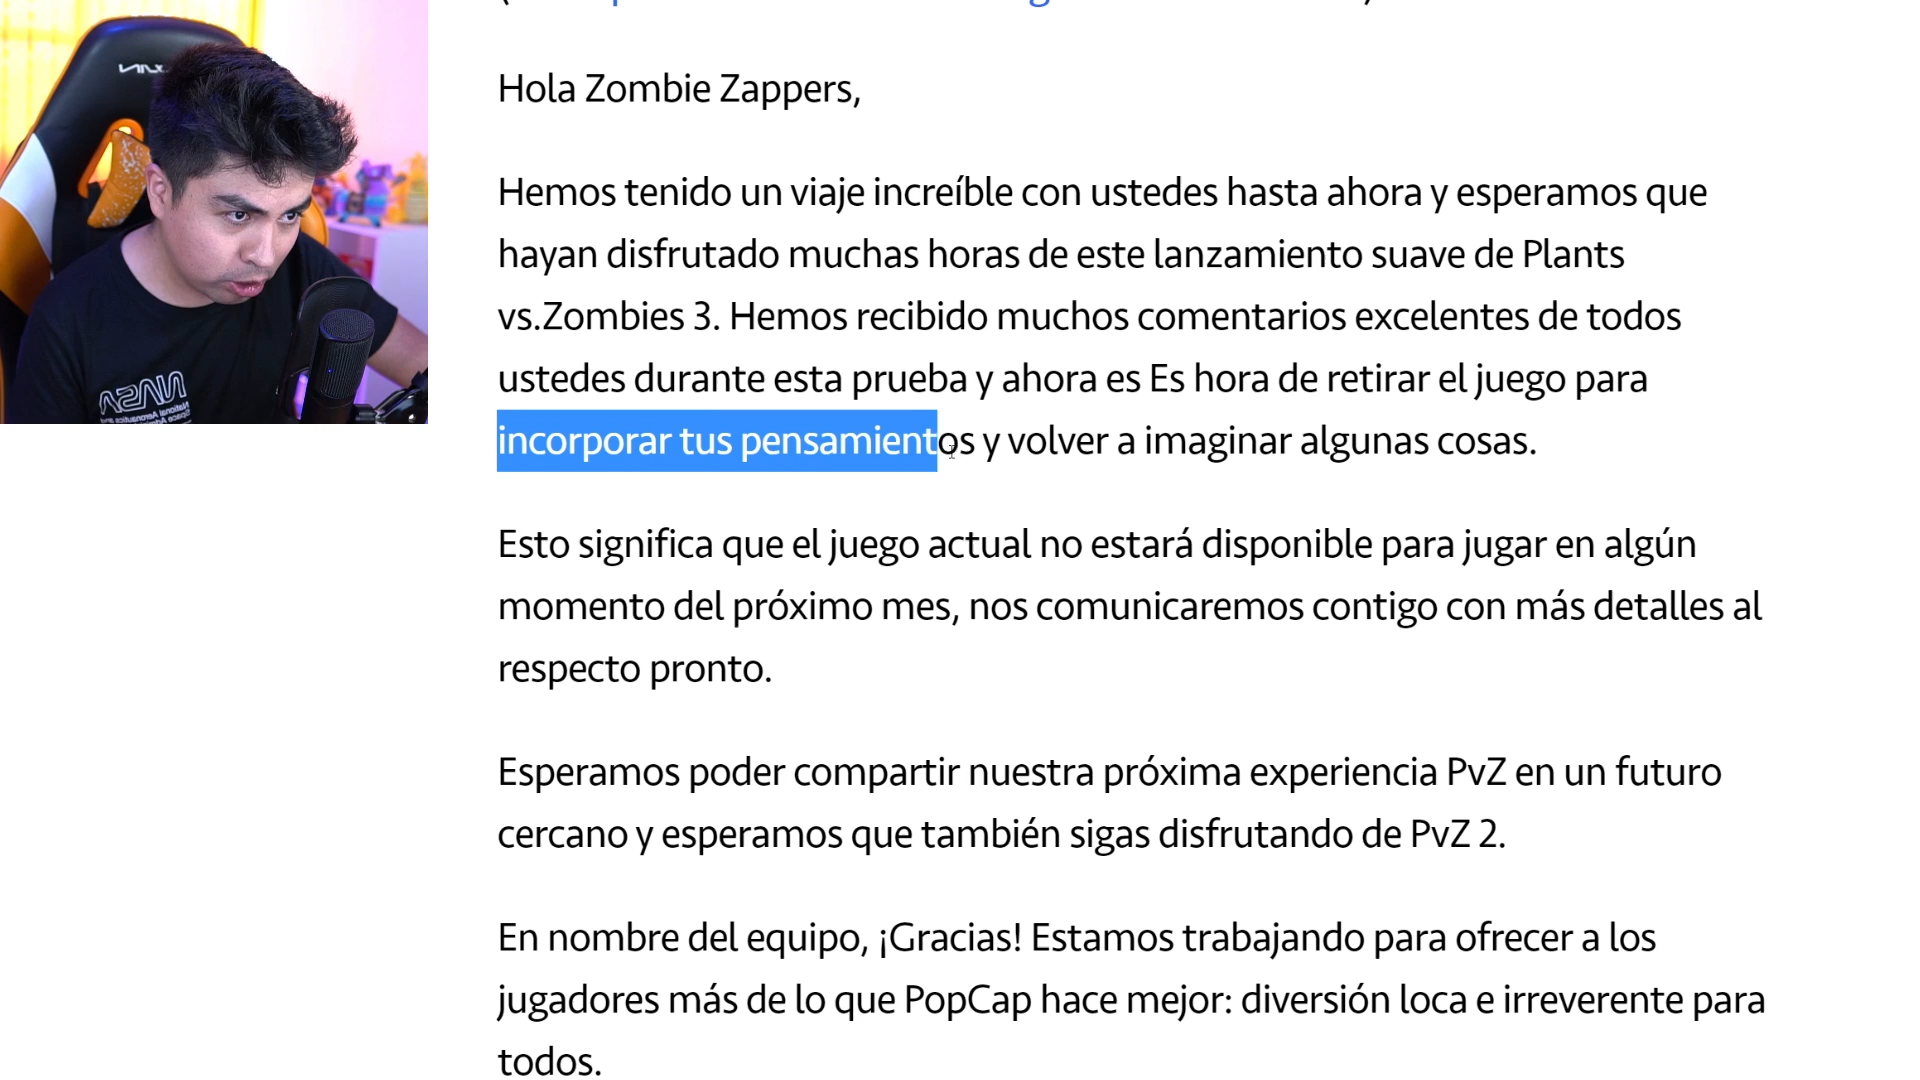 Hola Zombie Zappers,
Hemos tenido un viaje increíble con ustedes hasta ahora y esperamos que
hayan disfrutado muchas horas de este lanzamiento suave de Plants
vs.Zombies 3. Hemos recibido muchos comentarios excelentes de todos
ustedes durante esta prueba y ahora es Es hora de retirar el juego para
incorporar tus pensamientos y volver a imaginar algunas cosas.
Esto significa que el juego actual no estará disponible para jugar en algún
momento del próximo mes, nos comunicaremos contigo con más detalles al
respecto pronto.
Esperamos poder compartir nuestra próxima experiencia PvZ en un futuro
cercano y esperamos que también sigas disfrutando de PvZ 2.
En nombre del equipo, ¡Gracias! Estamos trabajando para ofrecer a los
jugadores más de lo que PopCap hace mejor: diversión loca e irreverente para
todos.
NASA
National Aeronautics and